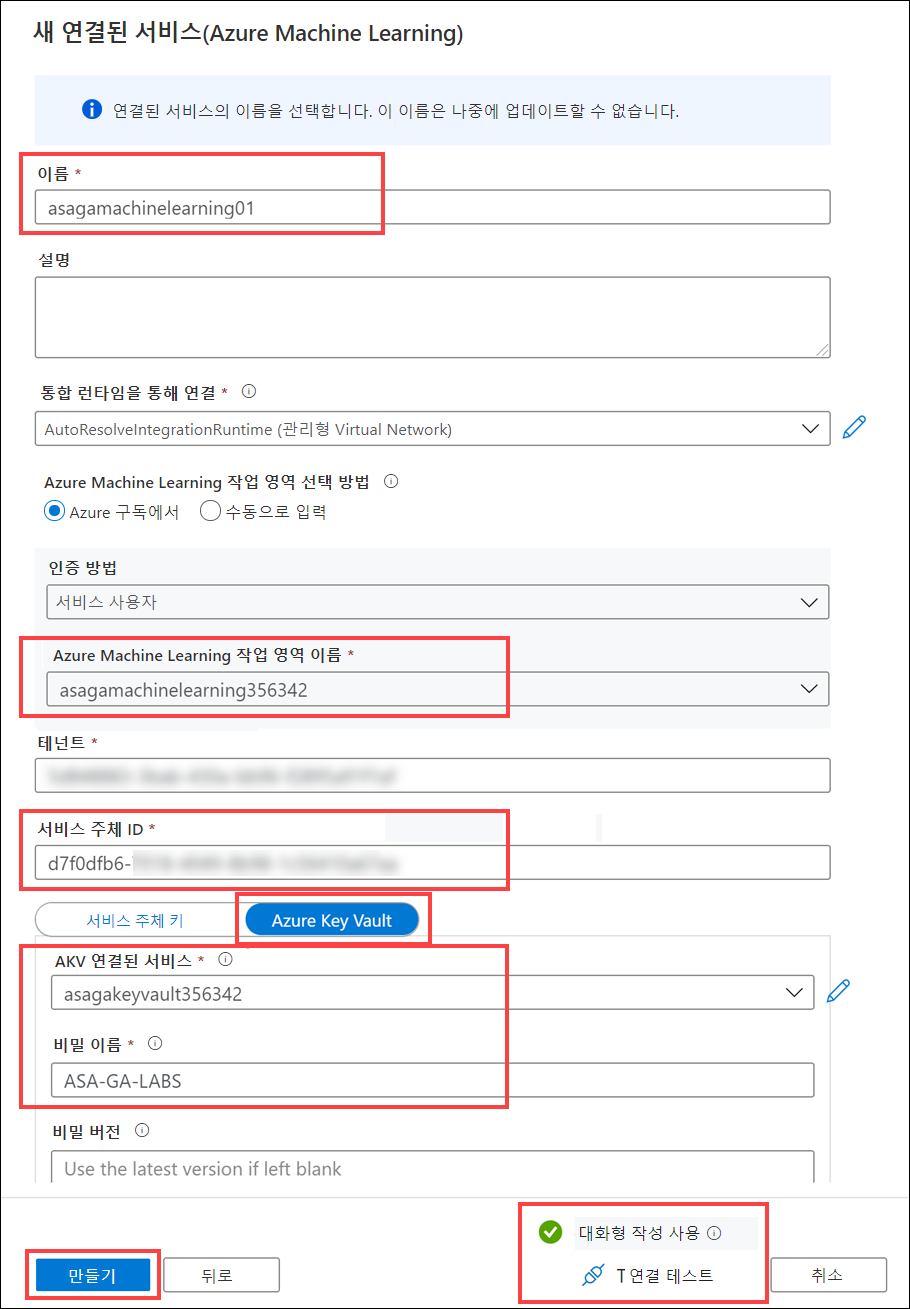 새 연결된 서비스(Azure Machine Learning)
연결된 서비스의 이름을 선택합니다. 이 이름은 나중에 업데이트할 수 없습니다.
이름 *
asagamachinelearning01
설명
통합 런타임을 통해 연결 *
AutoResolveIntegrationRuntime (관리형 Virtual Network)
Azure Machine Learning 작업 영역 선택 방법
Azure 구독에서 수동으로 입력
인증 방법
서비스 사용자
Azure Machine Learning 작업 영역 이름 *
asagamachinelearning356342
테넌트 *
서비스 주체 ID *
d7f0dfb6-
서비스 주체 키 Azure Key Vault
AKV 연결된 서비스 *
asagakeyvault356342
비밀 이름 *
ASA-GA-LABS
비밀 버전
Use the latest version if left blank
대화형 작성 사용
만들기 뒤로 T 연결 테스트 취소